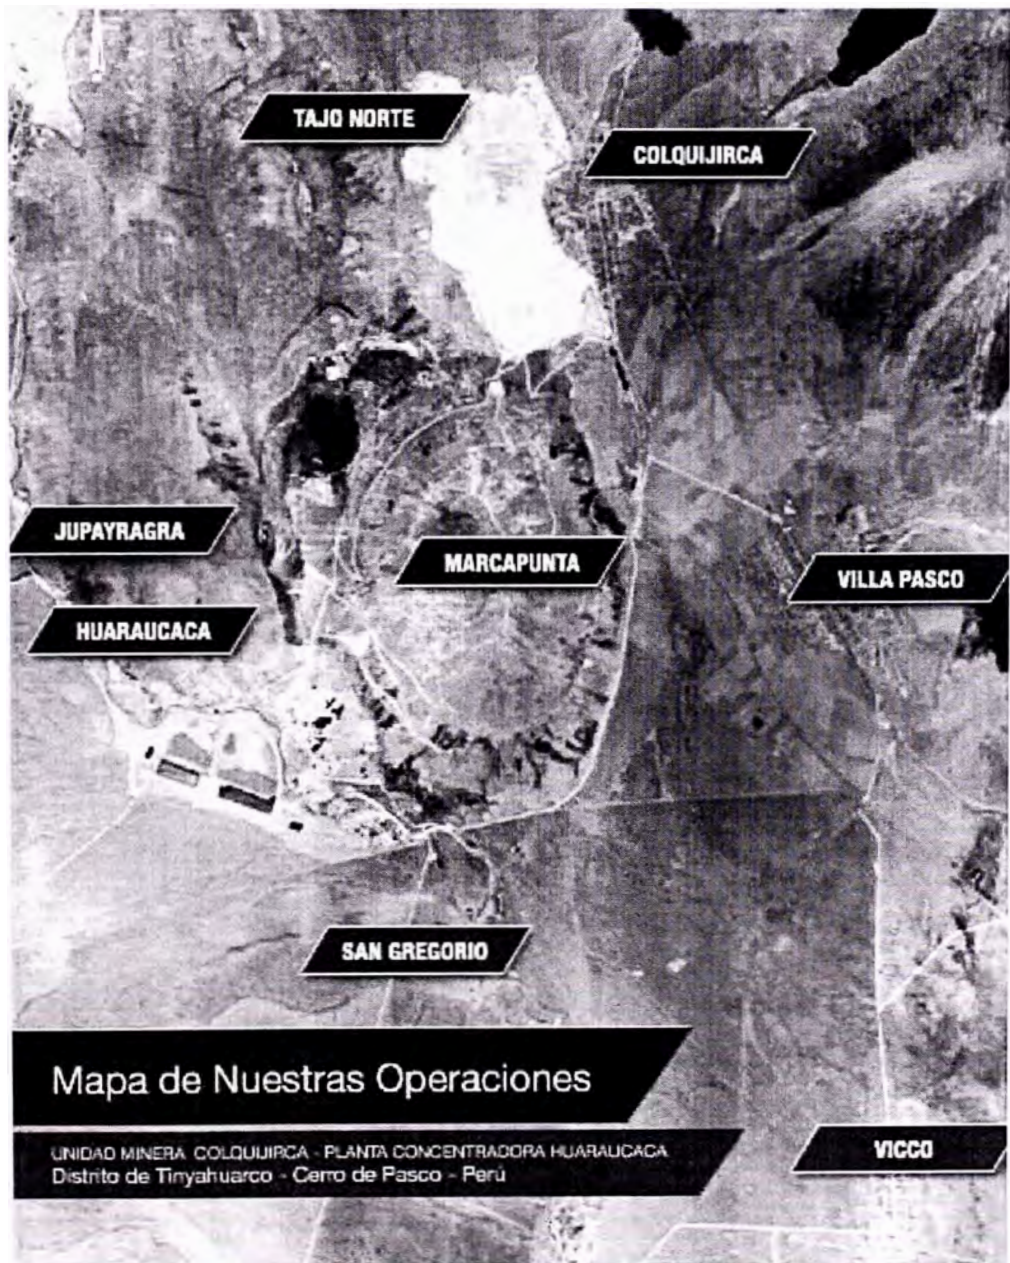 TAJO NORTE
COLQUIJIRCA
JUPAYRAGRA
MARCAPUNTA
VILLA PASCO
HUARAUCACA
SAN GREGORIO
Mapa de Nuestras Operaciones
UNIDAD MINERA COLQUIJIRCA - PLANTA CONCENTRADORA HUARAUCACA
Distrito de Tinyahuarco - Cerro de Pasco - Perú
VICCO